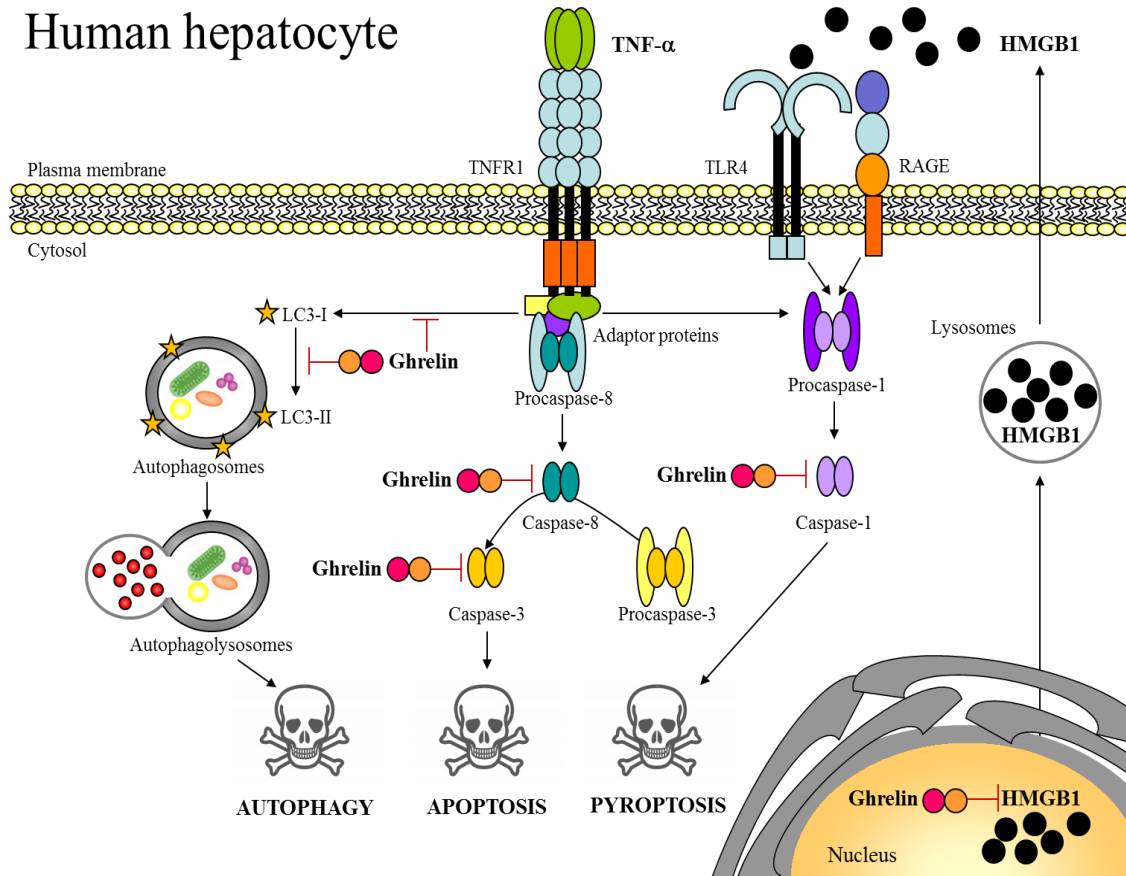 Human hepatocyte
TNF-α
HMGB1
Plasma membrane
TNFR1
TLR4
RAGE
Cytosol
LC3-I
Adaptor proteins
Lysosomes
Ghrelin
Procaspase-8
Procaspase-1
LC3-II
HMGB1
Autophagosomes
Ghrelin
Ghrelin
Caspase-8
Caspase-1
Ghrelin
Caspase-3
Procaspase-3
Autophagolysosomes
AUTOPHAGY
APOPTOSIS
PYROPTOSIS
Ghrelin
HMGB1
Nucleus